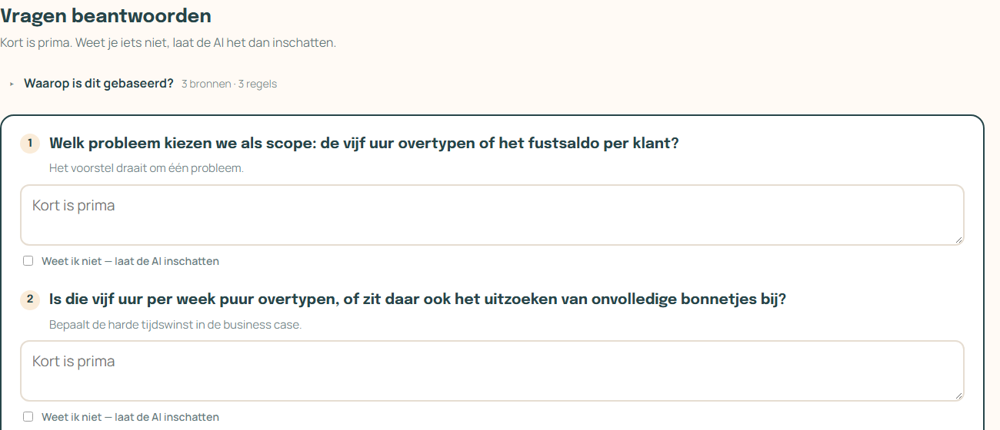 Vragen beantwoorden
Kort is prima. Weet je iets niet, laat de AI het dan inschatten.
▸ Waarop is dit gebaseerd? 3 bronnen · 3 regels
1 Welk probleem kiezen we als scope: de vijf uur overtypen of het fustsaldo per klant?
Het voorstel draait om één probleem.
Kort is prima
Weet ik niet — laat de AI inschatten
2 Is die vijf uur per week puur overtypen, of zit daar ook het uitzoeken van onvolledige bonnetjes bij?
Bepaalt de harde tijdswinst in de business case.
Kort is prima
Weet ik niet — laat de AI inschatten